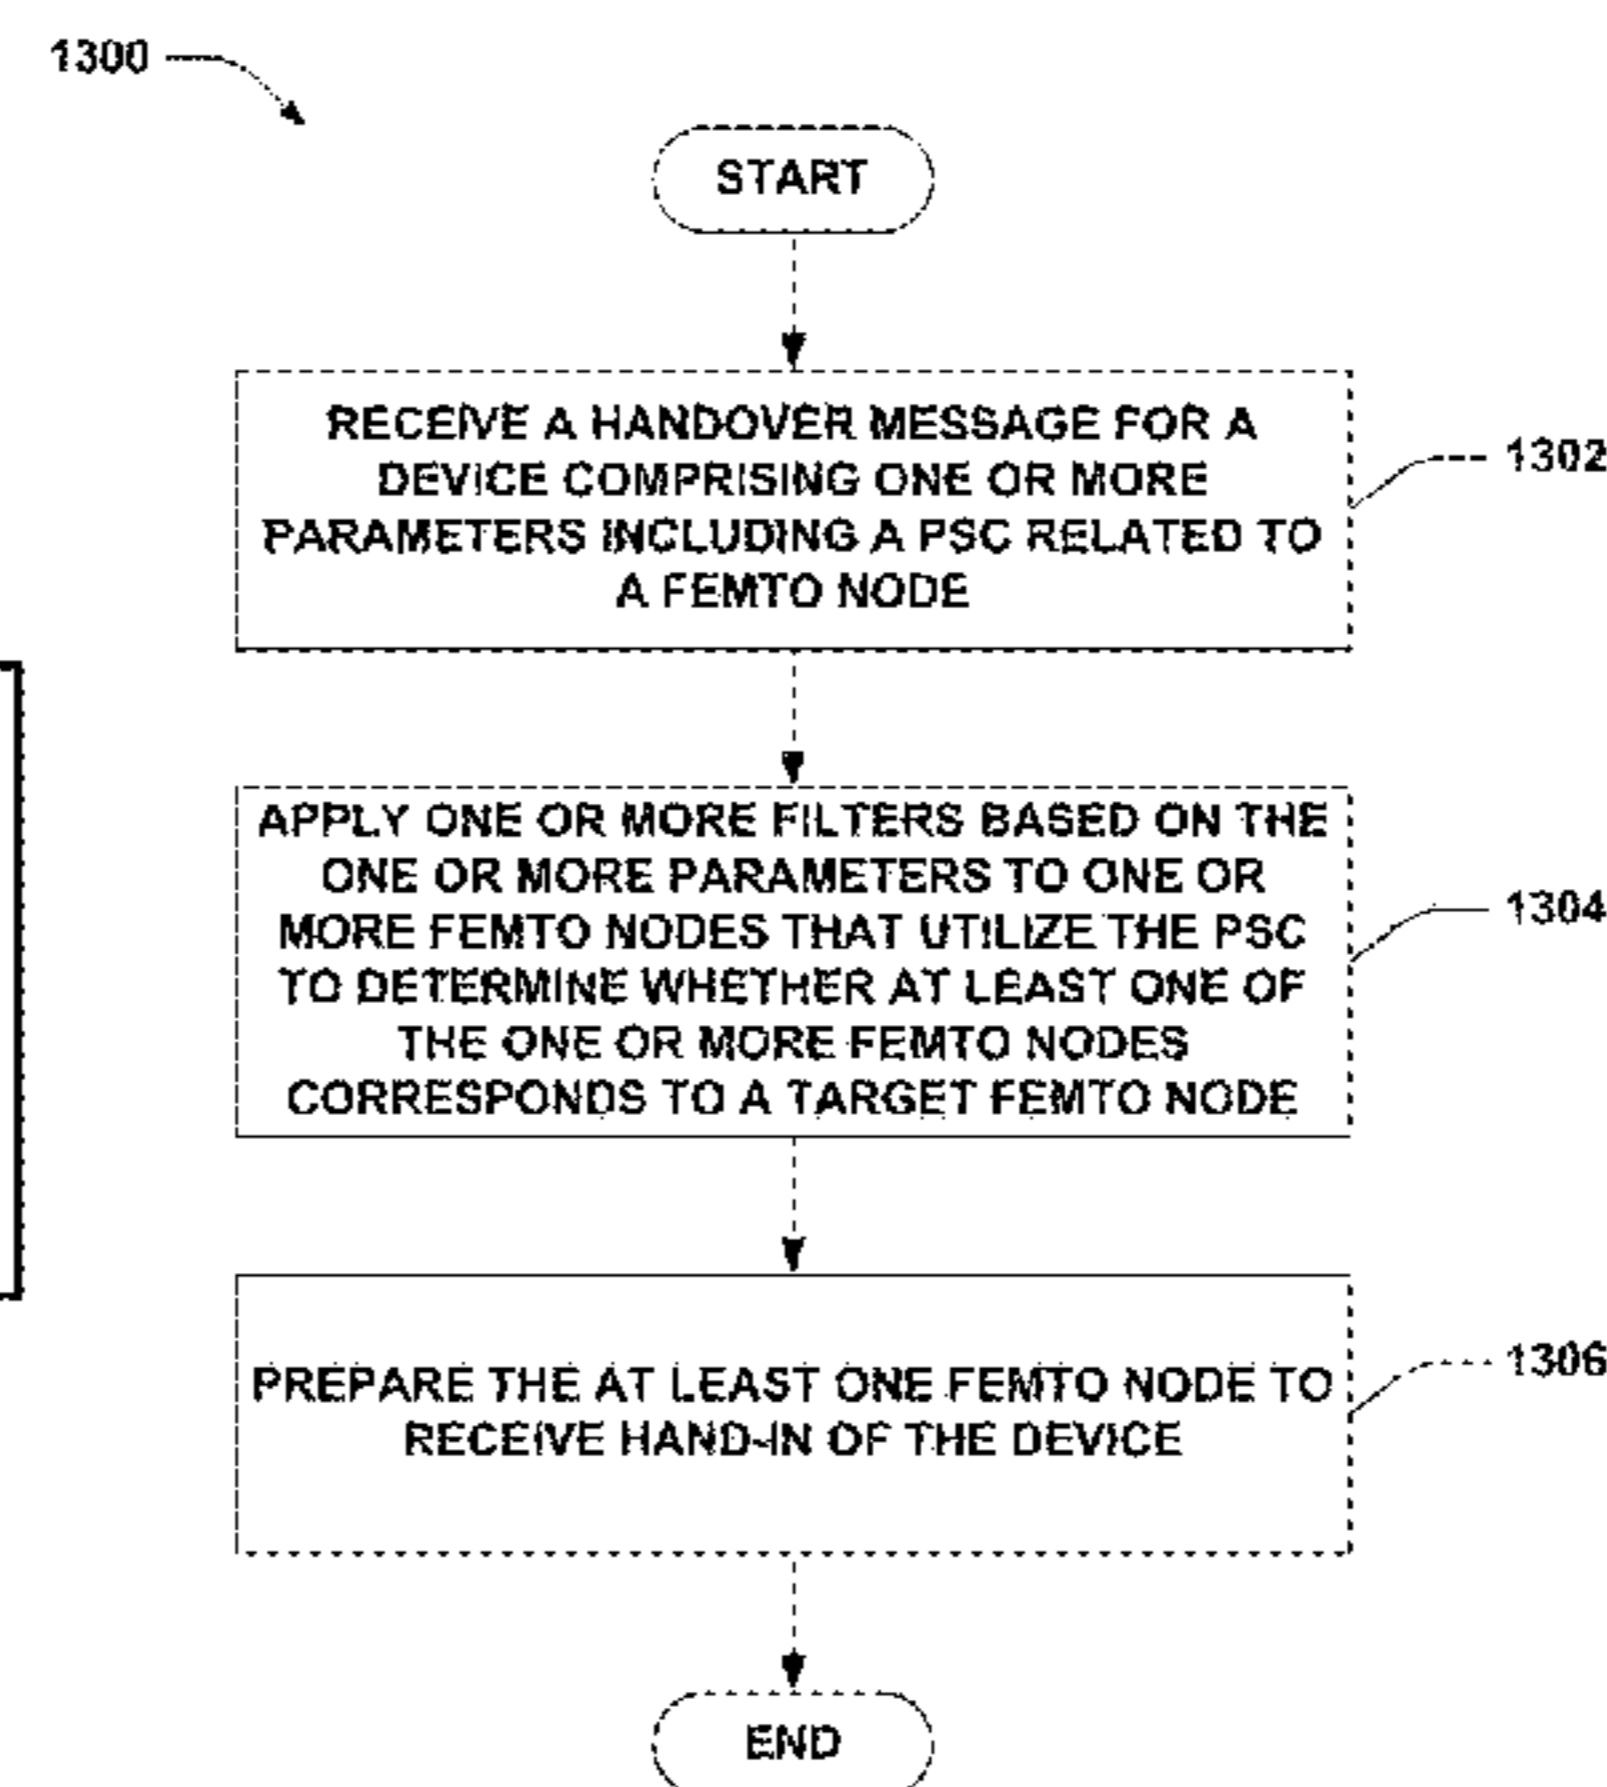 1300
START
RECEIVE A HANDOVER MESSAGE FOR A
DEVICE COMPRISING ONE OR MORE
PARAMETERS INCLUDING A PSC RELATED TO
A FEMTO NODE
1302
APPLY ONE OR MORE FILTERS BASED ON THE
ONE OR MORE PARAMETERS TO ONE OR
MORE FEMTO NODES THAT UTILIZE THE PSC
TO DETERMINE WHETHER AT LEAST ONE OF
THE ONE OR MORE FEMTO NODES
CORRESPONDS TO A TARGET FEMTO NODE
1304
PREPARE THE AT LEAST ONE FEMTO NODE TO
RECEIVE HAND-IN OF THE DEVICE
1306
END